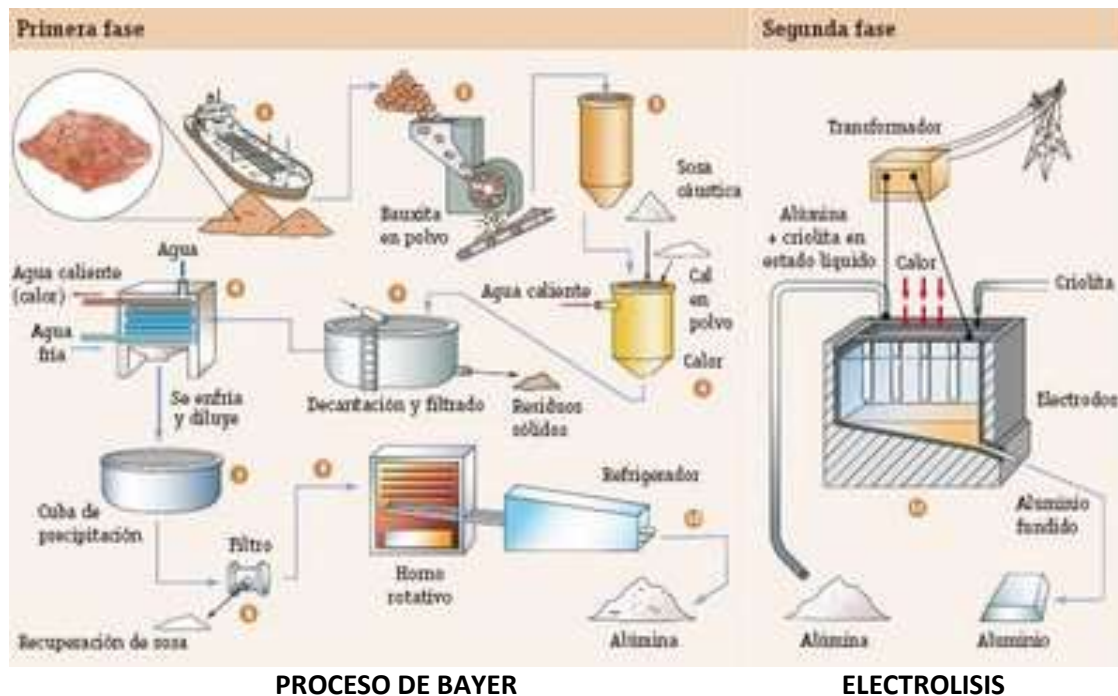 Primera fase
Segunda fase
Transformador
Sosa
cáustica
Bauxita
en polvo
Alúmina
+ criolita en
estado líquido
Calor
Criolita
Agua
Agua caliente
(calor)
Agua
fría
Agua caliente
Cal
en
polvo
Calor
Se enfría
y diluye
Decantación y filtrado
Residuos
sólidos
Electrodos
Cuba de
precipitación
Filtro
Refrigerador
Horno
rotativo
Aluminio
fundido
Recuperación de sosa
Alúmina
Alúmina
Aluminio
PROCESO DE BAYER
ELECTROLISIS